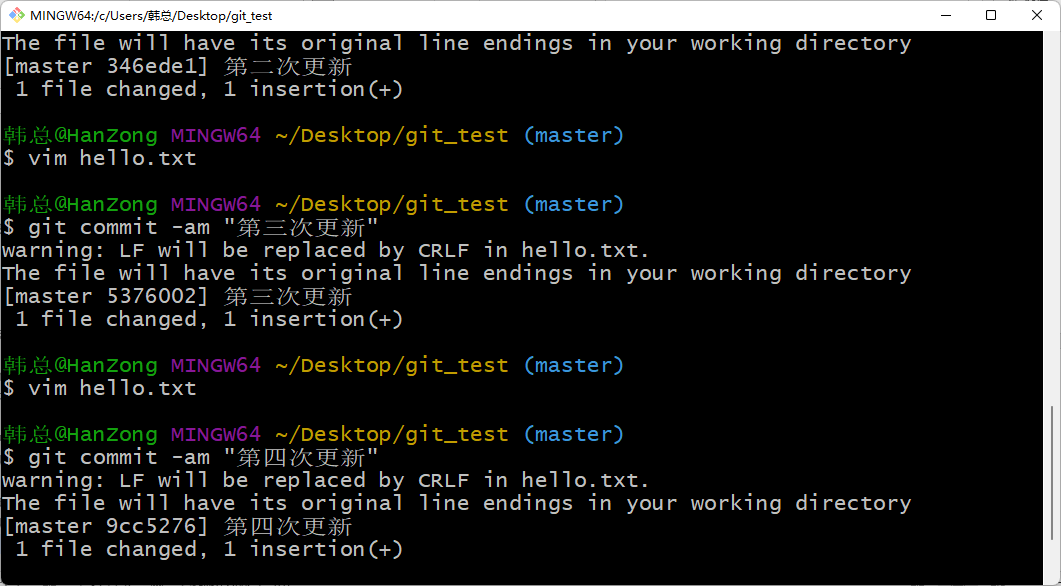 MINGW64:/c/Users/韩总/Desktop/git_test
The file will have its original line endings in your working directory
[master 346ede1] 第二次更新
 1 file changed, 1 insertion(+)
韩总@HanZong MINGW64 ~/Desktop/git_test (master)
$ vim hello.txt
韩总@HanZong MINGW64 ~/Desktop/git_test (master)
$ git commit -am "第三次更新"
warning: LF will be replaced by CRLF in hello.txt.
The file will have its original line endings in your working directory
[master 5376002] 第三次更新
 1 file changed, 1 insertion(+)
韩总@HanZong MINGW64 ~/Desktop/git_test (master)
$ vim hello.txt
韩总@HanZong MINGW64 ~/Desktop/git_test (master)
$ git commit -am "第四次更新"
warning: LF will be replaced by CRLF in hello.txt.
The file will have its original line endings in your working directory
[master 9cc5276] 第四次更新
 1 file changed, 1 insertion(+)